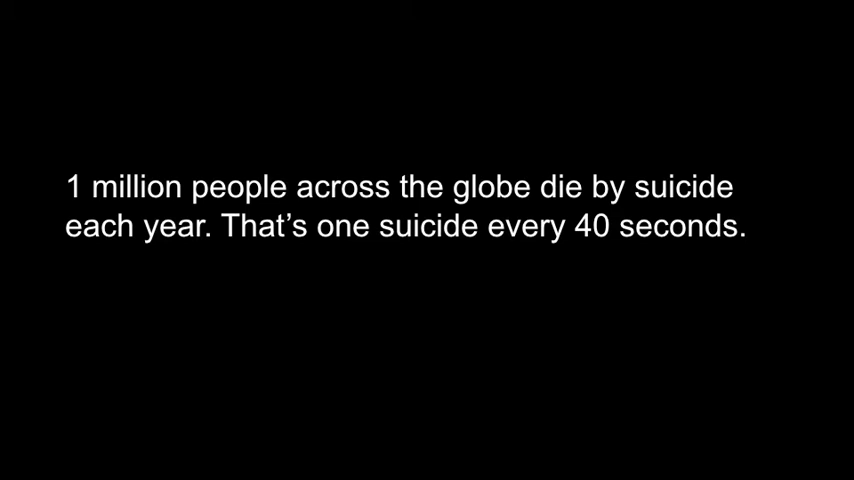 1 million people across the globe die by suicide
each year. That’s one suicide every 40 seconds.